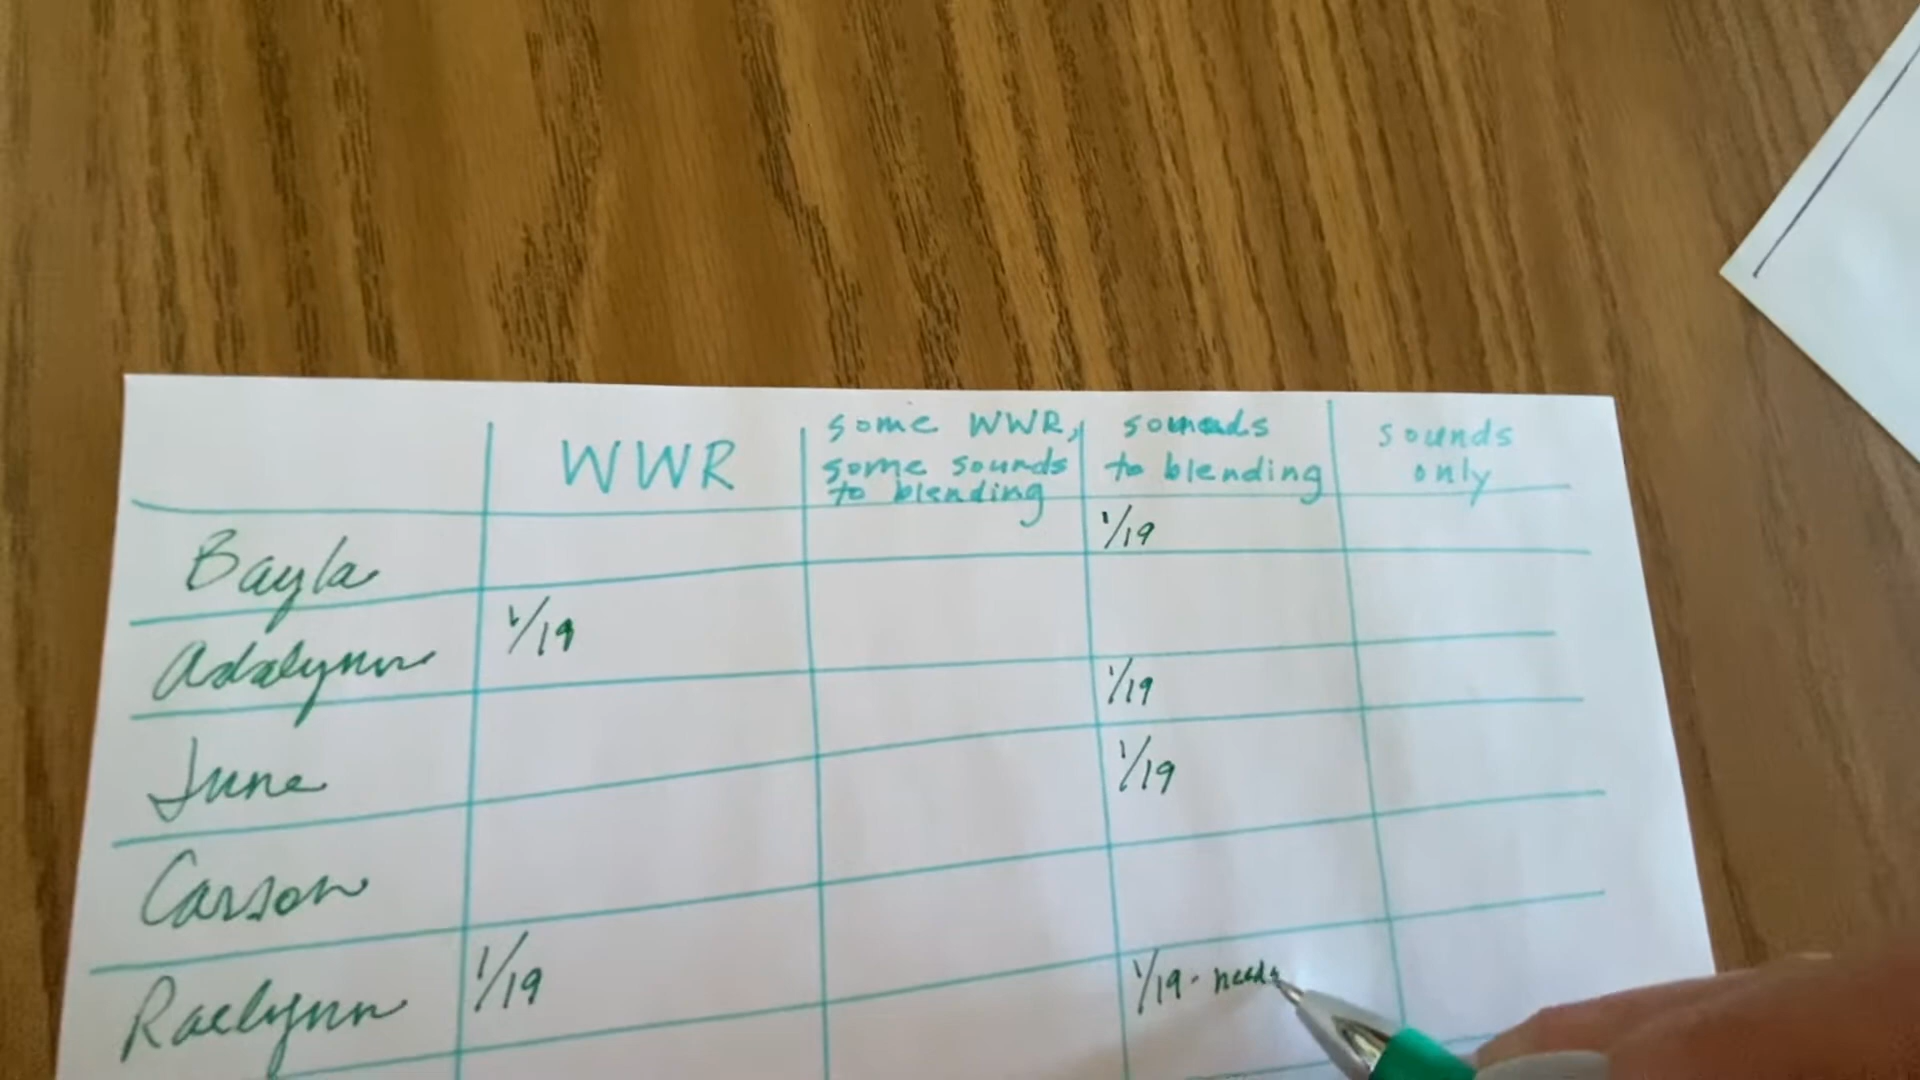 WWR
some WWR,
some sounds
to blending
sounds
to blending
sounds
only
Bayla 1/19
Adalynn 1/19
June 1/19
Carson 1/19
Raelynn 1/19 1/19 - needs